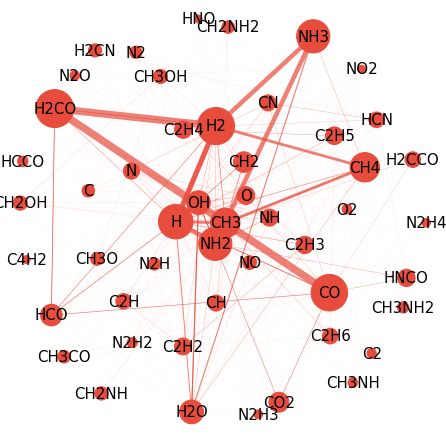 HNO
CH2NH2
NH3
H2CN
N2
NO2
N2O
CH3OH
CN
H2CO
HCN
H2
C2H4
C2H5
HCCO
CH2
H2CCO
N
CH4
C
O
CH2OH
OH
O2
NH
H
CH3
N2H4
NH2
C2H3
C4H2
CH3O
N2H
NO
HNCO
CO
C2H
CH
CH3NH2
HCO
C2H6
N2H2
C2H2
C2
CH3CO
CH3NH
CH2NH
CO2
H2O
N2H3